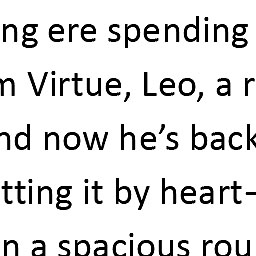 ng ere spending
m Virtue, Leo, a r
nd now he's back
tting it by heart-
n a spacious rou